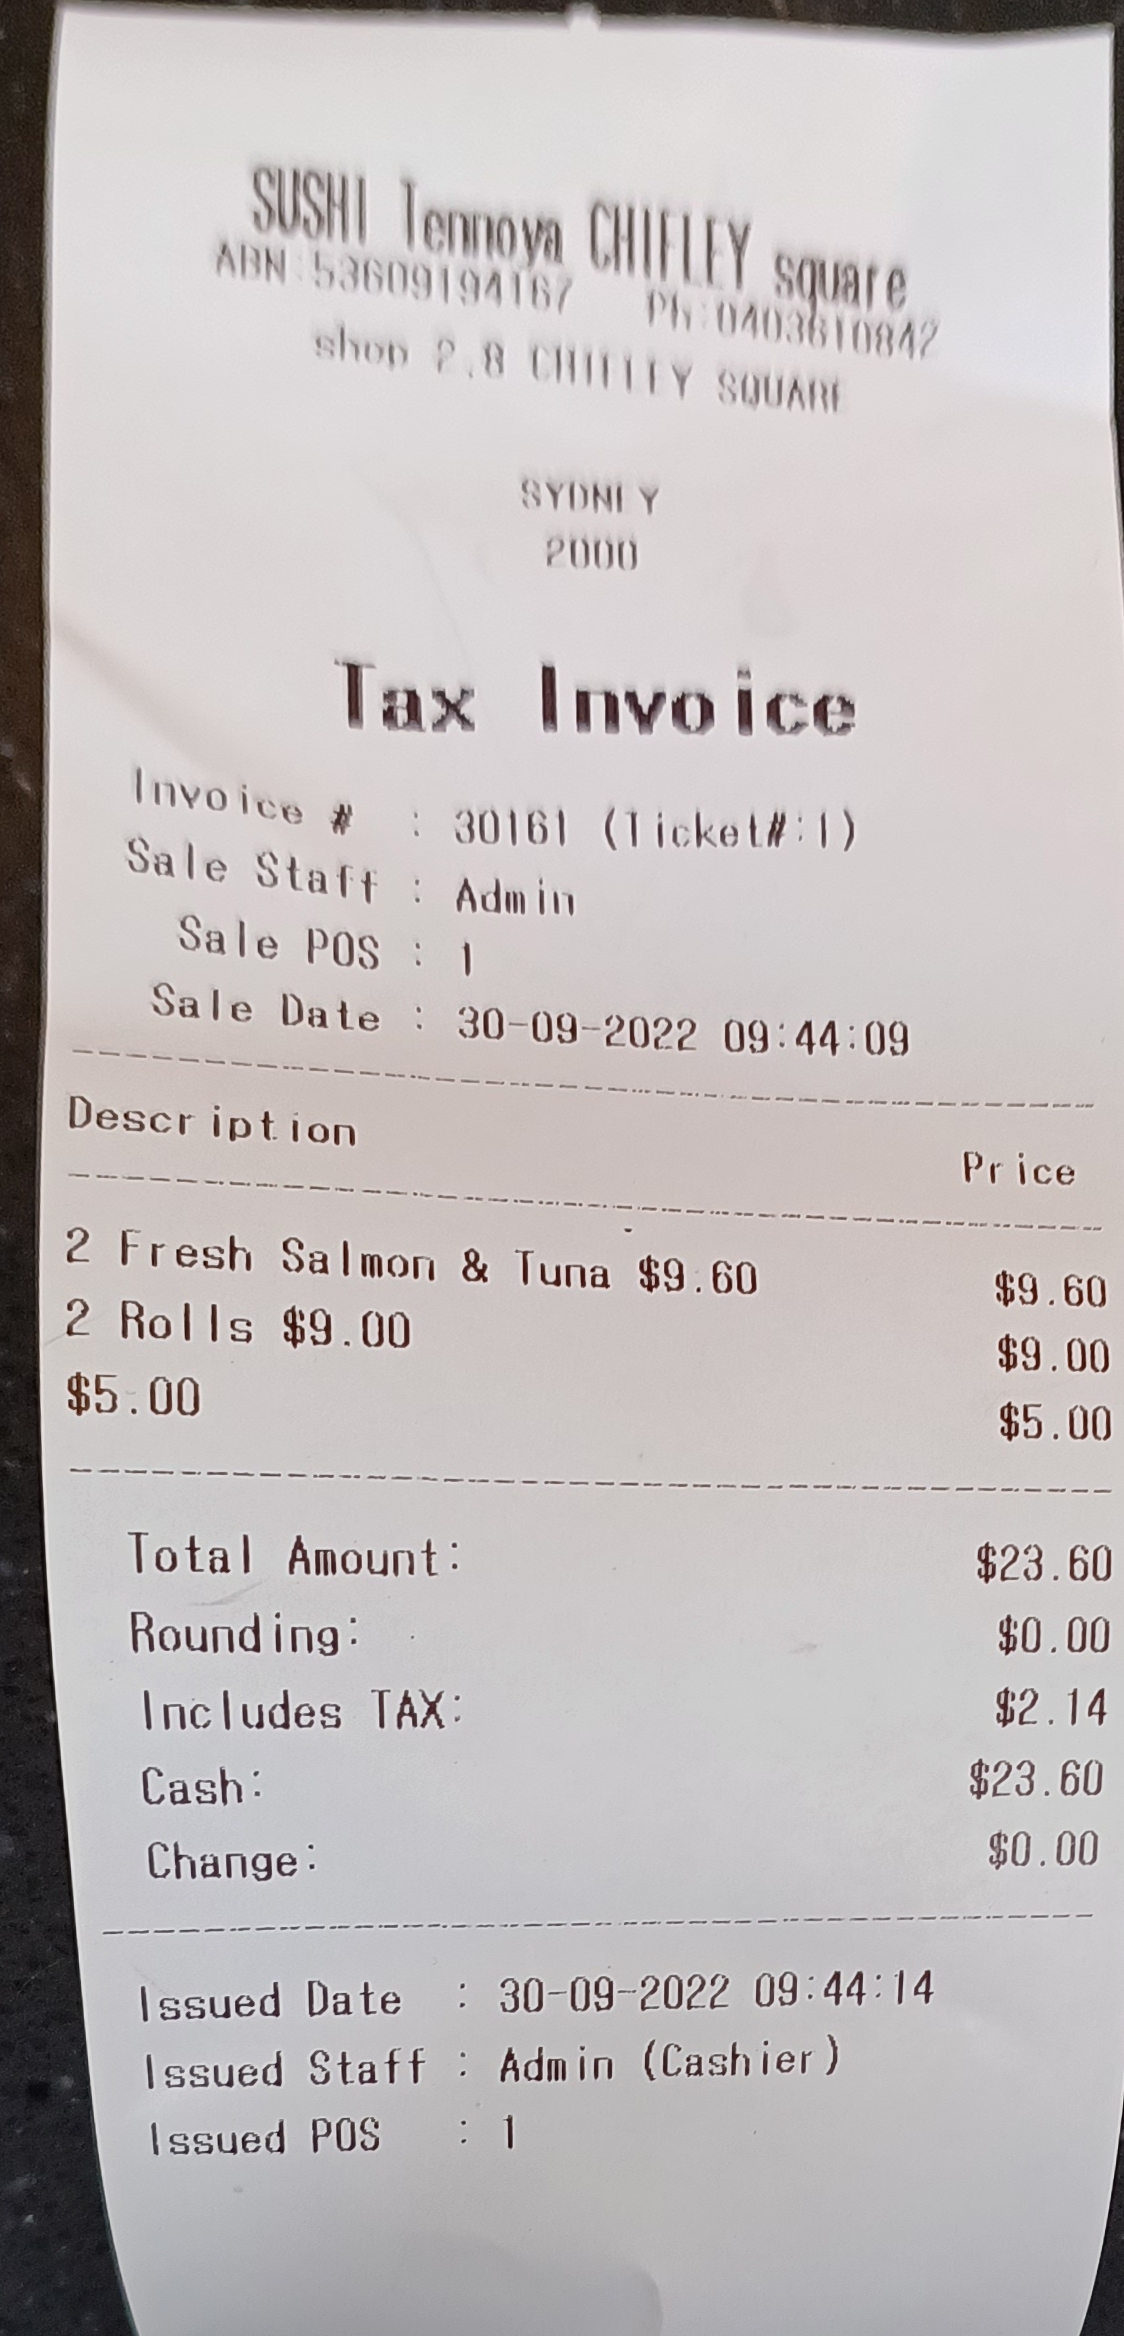 SUSHI Tennoya CHIFLEY square
ABN:53609194167 Ph:0403610842
shop 2.8 CHIFLEY SQUARE
SYDNEY
2000
Tax Invoice
Invoice # : 30161 (Ticket#:1)
Sale Staff : Admin
Sale POS : 1
Sale Date : 30-09-2022 09:44:09
Description Price
2 Fresh Salmon & Tuna $9.60 $9.60
2 Rolls $9.00 $9.00
$5.00 $5.00
Total Amount: $23.60
Rounding: $0.00
Includes TAX: $2.14
Cash: $23.60
Change: $0.00
Issued Date : 30-09-2022 09:44:14
Issued Staff : Admin (Cashier)
Issued POS : 1